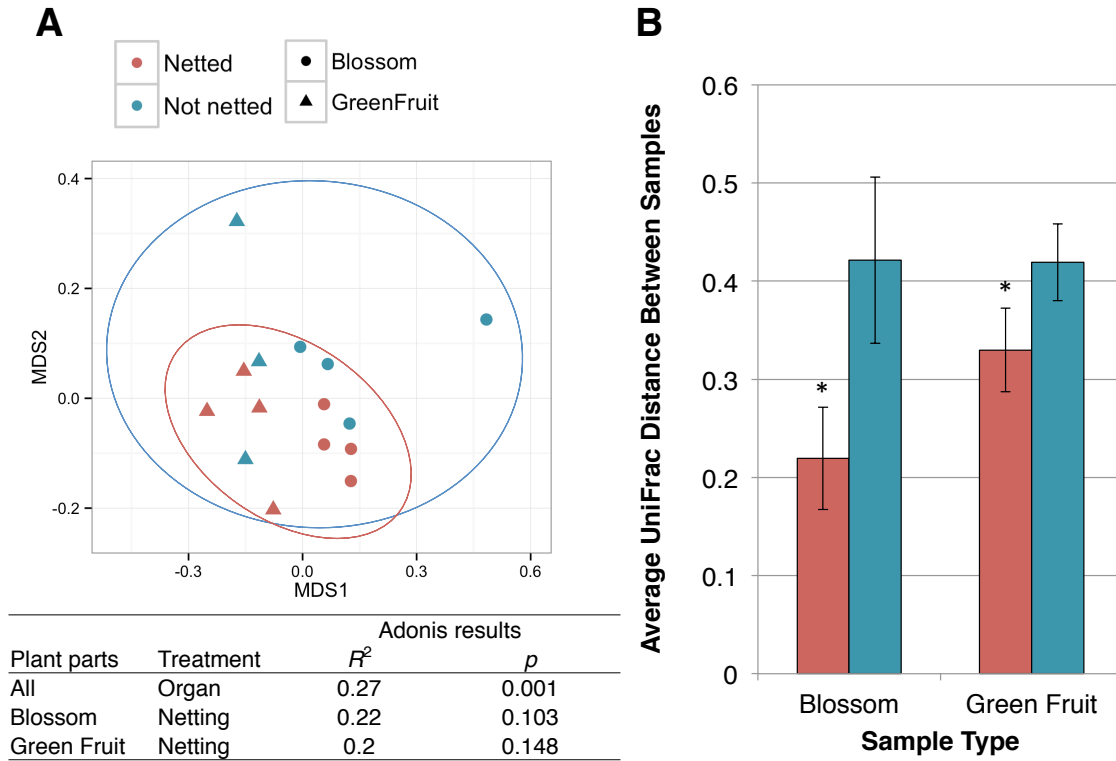 A
Netted
Not netted
Blossom
GreenFruit
0.4
0.2
0.0
-0.2
MDS2
-0.3
0.0
0.3
0.6
MDS1
Adonis results
Plant parts Treatment R² p
All Organ 0.27 0.001
Blossom Netting 0.22 0.103
Green Fruit Netting 0.2 0.148
B
Average UniFrac Distance Between Samples
0.6
0.5
0.4
0.3
0.2
0.1
0
*
*
Blossom
Green Fruit
Sample Type